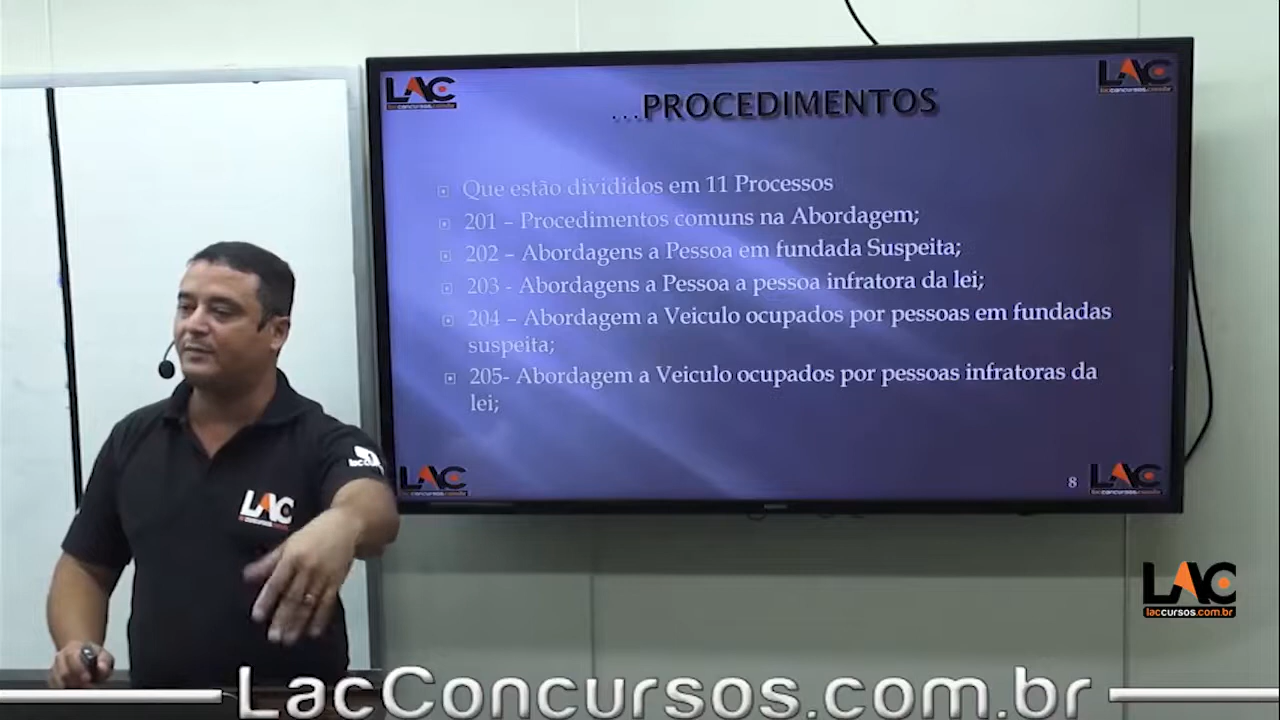 LAC
LAC
...PROCEDIMENTOS
Que estão divididos em 11 Processos
201 – Procedimentos comuns na Abordagem;
202 – Abordagens a Pessoa em fundada Suspeita;
203 - Abordagens a Pessoa a pessoa infratora da lei;
204 – Abordagem a Veiculo ocupados por pessoas em fundadas
suspeita;
205- Abordagem a Veiculo ocupados por pessoas infratoras da
lei;
LAC
8
LAC
LAC
LAC
laccursos.com.br
LacConcursos.com.br